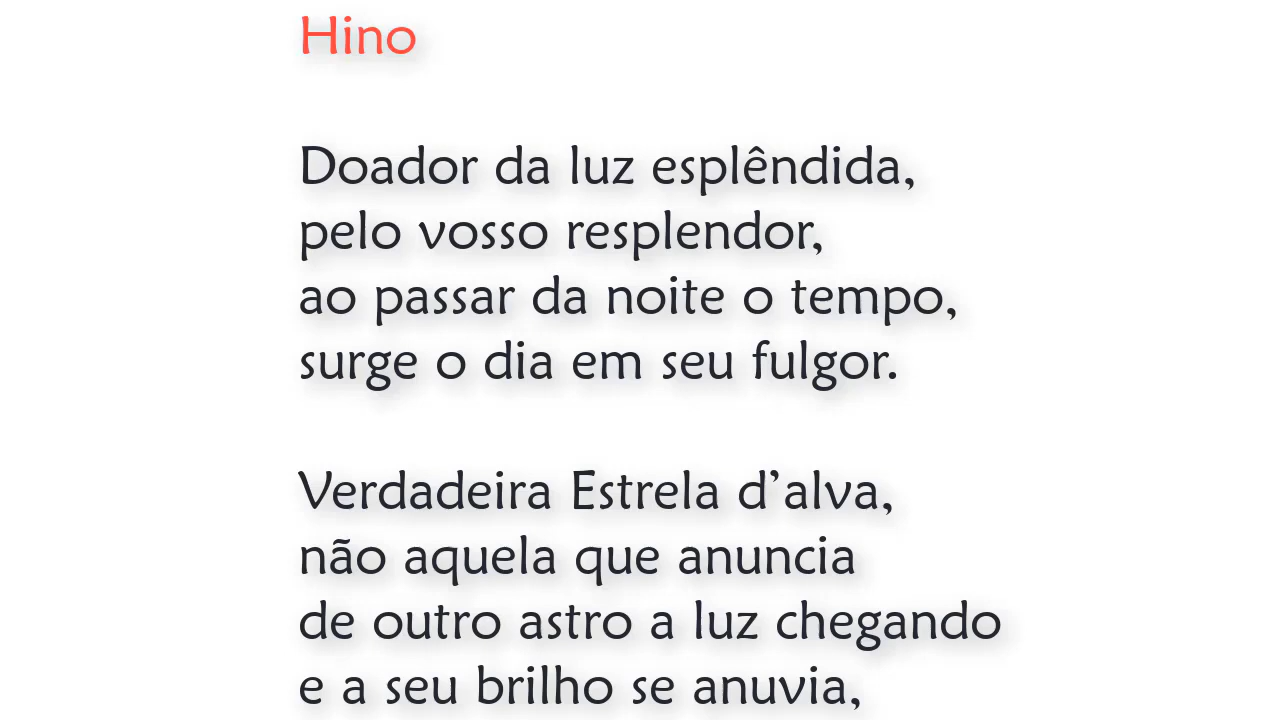 Hino
Doador da luz esplêndida,
pelo vosso resplendor,
ao passar da noite o tempo,
surge o dia em seu fulgor.
Verdadeira Estrela d’alva,
não aquela que anuncia
de outro astro a luz chegando
e a seu brilho se anuvia,